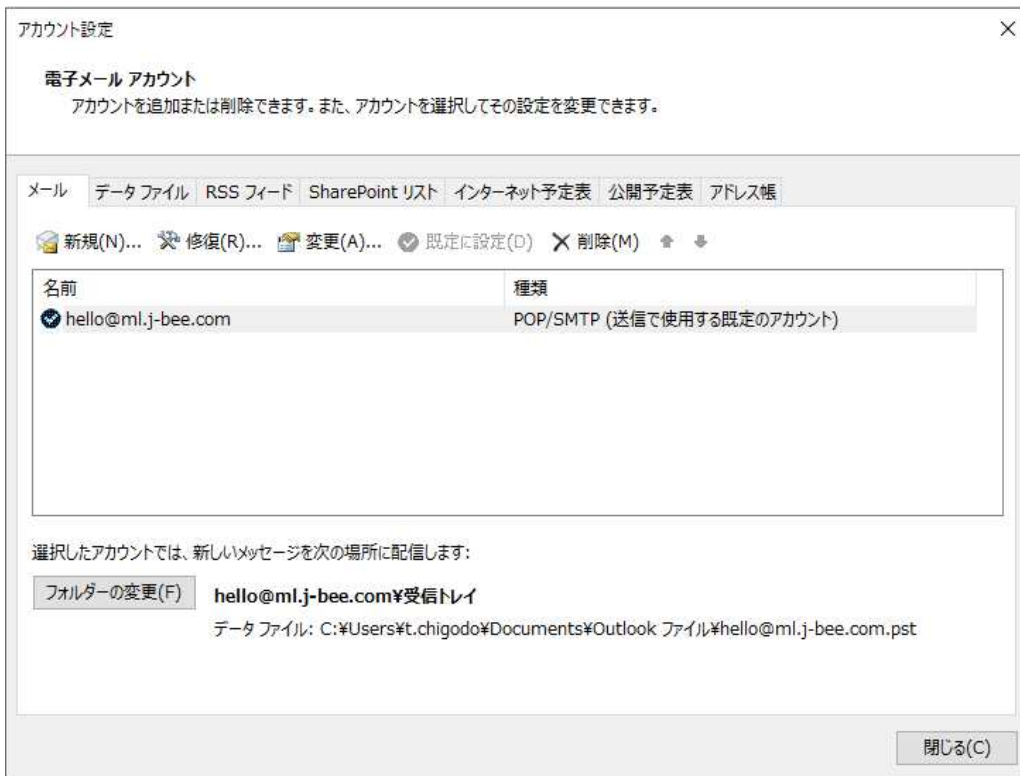 アカウント設定
電子メール アカウント
アカウントを追加または削除できます。また、アカウントを選択してその設定を変更できます。
メール データ ファイル RSS フィード SharePoint リスト インターネット予定表 公開予定表 アドレス帳
新規(N)... 修復(R)... 変更(A)... 既定に設定(D) 削除(M)
名前 種類
hello@ml.j-bee.com POP/SMTP (送信で使用する既定のアカウント)
選択したアカウントでは、新しいメッセージを次の場所に配信します:
フォルダーの変更(F) hello@ml.j-bee.com¥受信トレイ
データ ファイル: C:¥Users¥t.chigodo¥Documents¥Outlook ファイル¥hello@ml.j-bee.com.pst
閉じる(C)